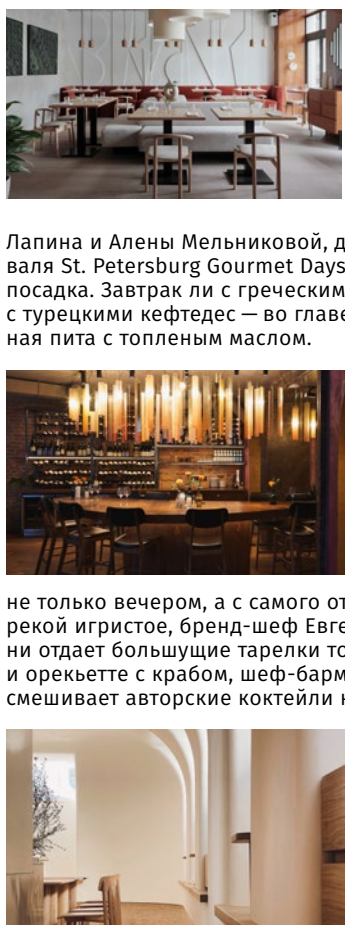 Лапина и Алены Мельниковой, д
валя St. Petersburg Gourmet Days
посадка. Завтрак ли с греческим
с турецкими кефтедес — во главе
ная пита с топленым маслом.
не только вечером, а с самого от
рекой игристое, бренд-шеф Евге
ни отдает большущие тарелки то
и орекьетте с крабом, шеф-барм
смешивает авторские коктейли н